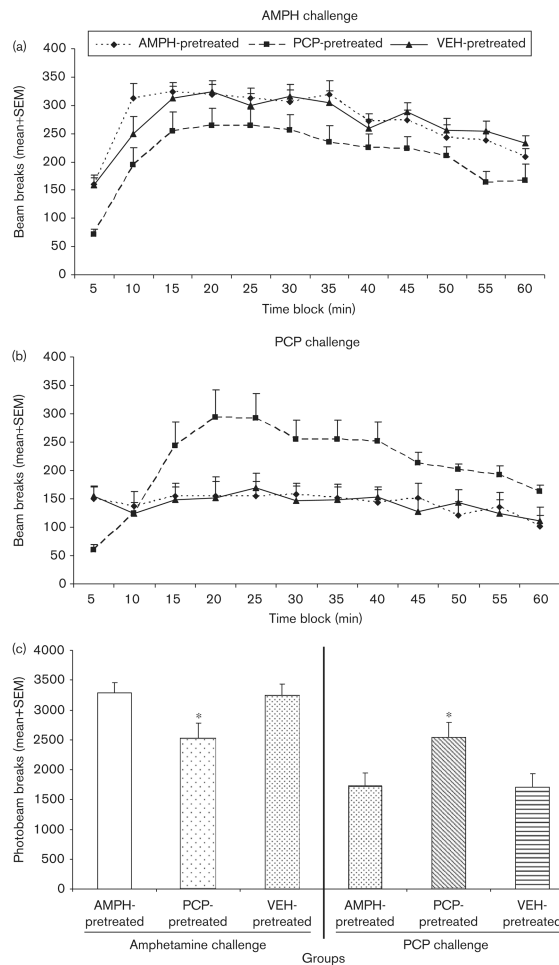 AMPH challenge
(a)
AMPH-pretreated PCP-pretreated VEH-pretreated
Beam breaks (mean+SEM)
400
350
300
250
200
150
100
50
0
5 10 15 20 25 30 35 40 45 50 55 60
Time block (min)
PCP challenge
(b)
Beam breaks (mean+SEM)
400
350
300
250
200
150
100
50
0
5 10 15 20 25 30 35 40 45 50 55 60
Time block (min)
(c)
Photobeam breaks (mean+SEM)
4000
3500
3000
2500
2000
1500
1000
500
0
* *
AMPH- PCP- VEH- AMPH- PCP- VEH-
pretreated pretreated pretreated pretreated pretreated pretreated
Amphetamine challenge PCP challenge
Groups